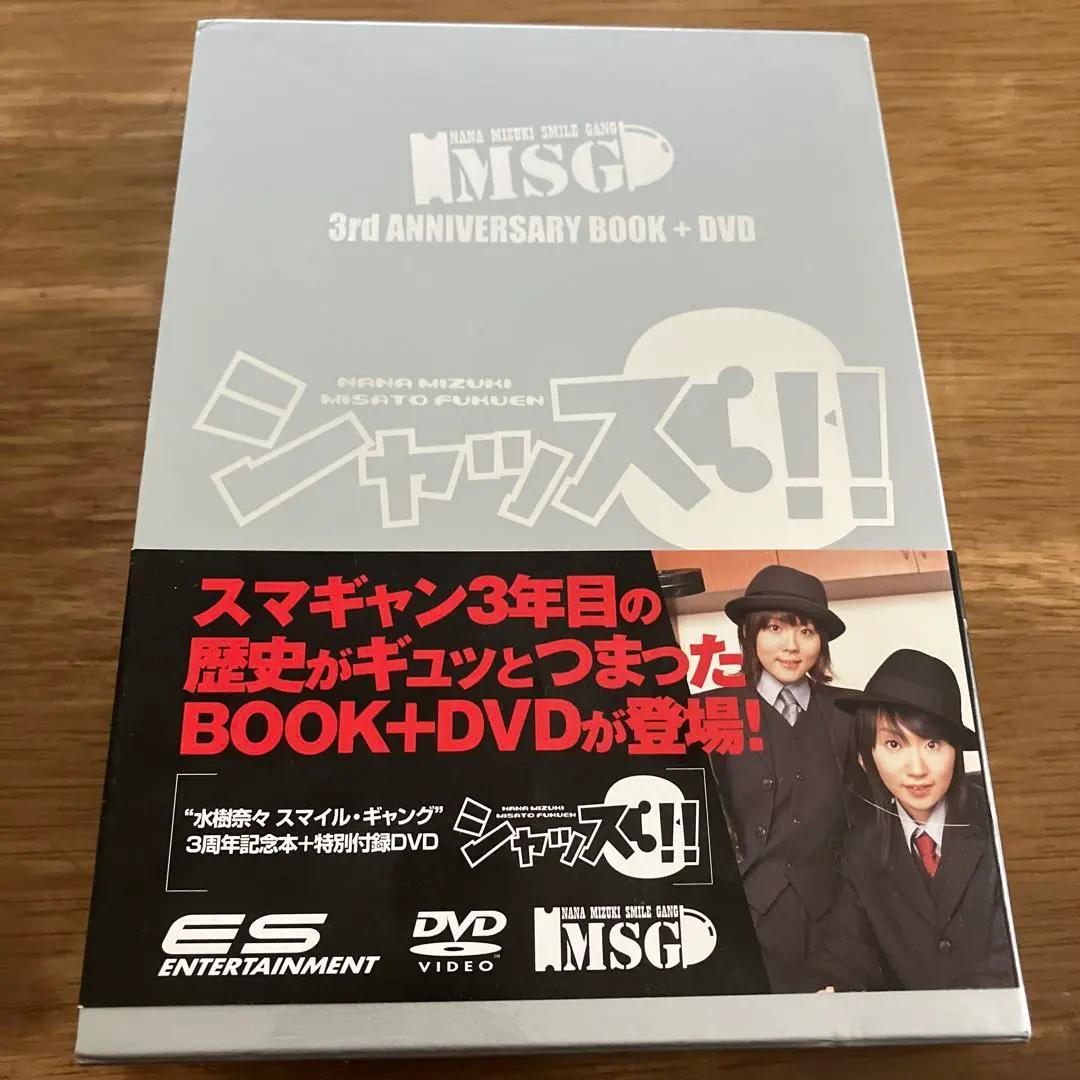 NANA MIZUKI SMILE GANG
MSG
3rd ANNIVERSARY BOOK + DVD
NANA MIZUKI
MISATO FUKUEN
シャッス3!!
スマギャン3年目の
歴史がギュッとつまった
BOOK+DVDが登場!
“水樹奈々 スマイル・ギャング”
3周年記念本+特別付録DVD
NANA MIZUKI
MISATO FUKUEN
シャッス3!!
ES
ENTERTAINMENT
DVD
VIDEO
NANA MIZUKI SMILE GANG
MSG